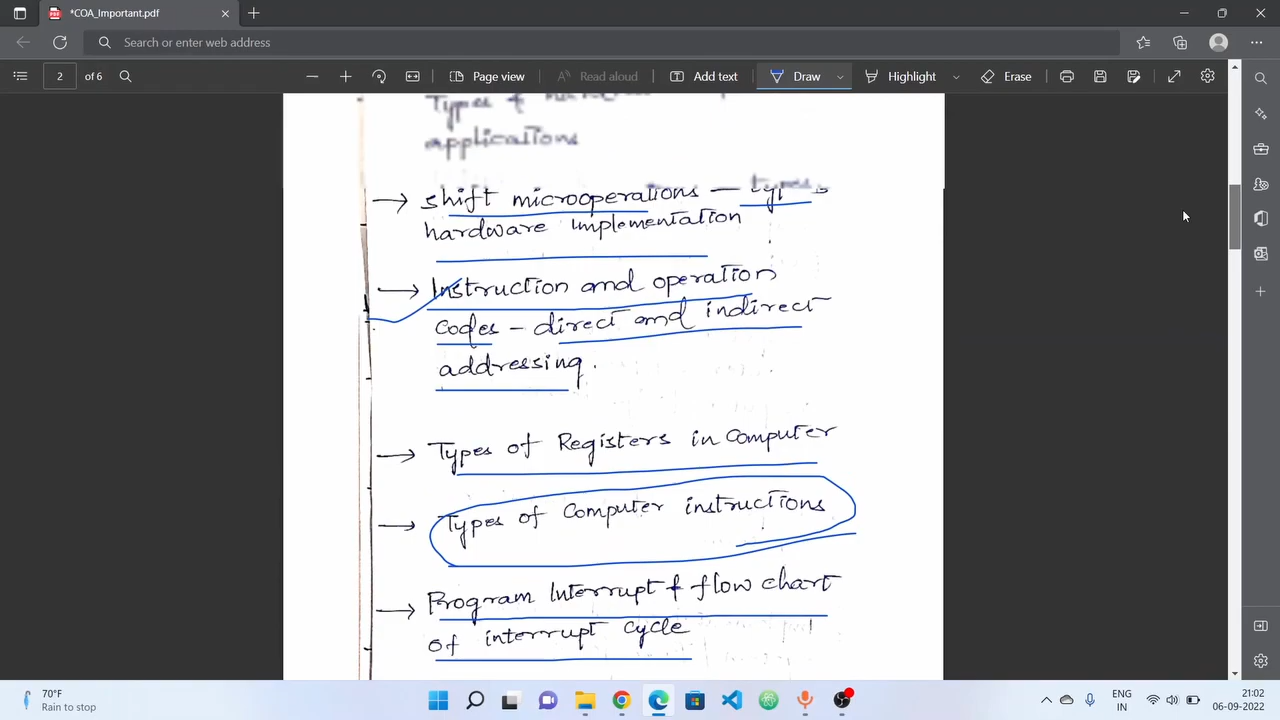 *COA_Important.pdf
Search or enter web address
2 of 6
Page view
Read aloud
Add text
Draw
Highlight
Erase
Types of
applications
→ shift microoperations — types
hardware implementation
→ Instruction and operation
Codes – direct and indirect
addressing.
→ Types of Registers in Computer
→ Types of Computer instructions
→ Program Interrupt & flow chart
of interrupt cycle
70°F
Rain to stop
ENG
IN
21:02
06-09-2022